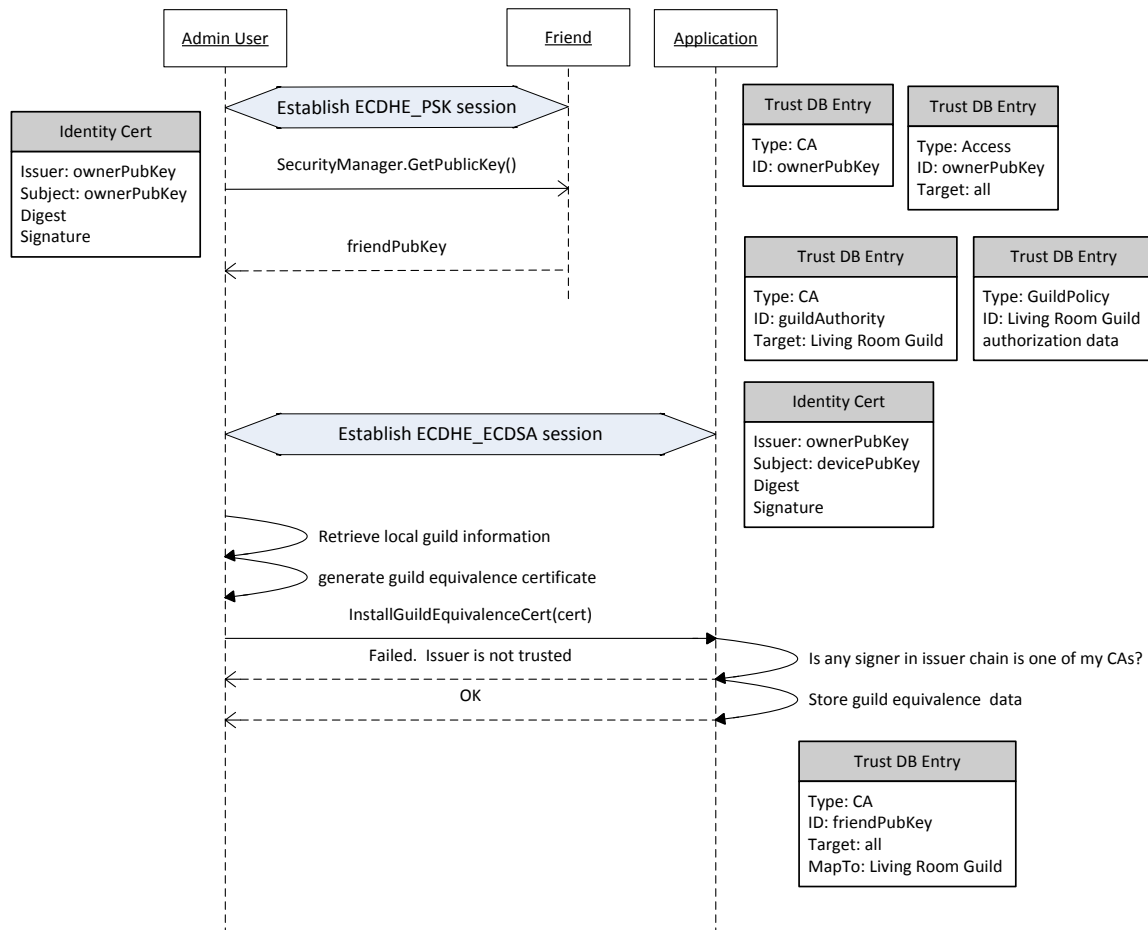 Admin User
Friend
Application
Establish ECDHE_PSK session
Identity Cert
Issuer: ownerPubKey
Subject: ownerPubKey
Digest
Signature
SecurityManager.GetPublicKey()
friendPubKey
Trust DB Entry
Type: CA
ID: ownerPubKey
Trust DB Entry
Type: Access
ID: ownerPubKey
Target: all
Trust DB Entry
Type: CA
ID: guildAuthority
Target: Living Room Guild
Trust DB Entry
Type: GuildPolicy
ID: Living Room Guild
authorization data
Establish ECDHE_ECDSA session
Identity Cert
Issuer: ownerPubKey
Subject: devicePubKey
Digest
Signature
Retrieve local guild information
generate guild equivalence certificate
InstallGuildEquivalenceCert(cert)
Failed.  Issuer is not trusted
Is any signer in issuer chain is one of my CAs?
OK
Store guild equivalence  data
Trust DB Entry
Type: CA
ID: friendPubKey
Target: all
MapTo: Living Room Guild